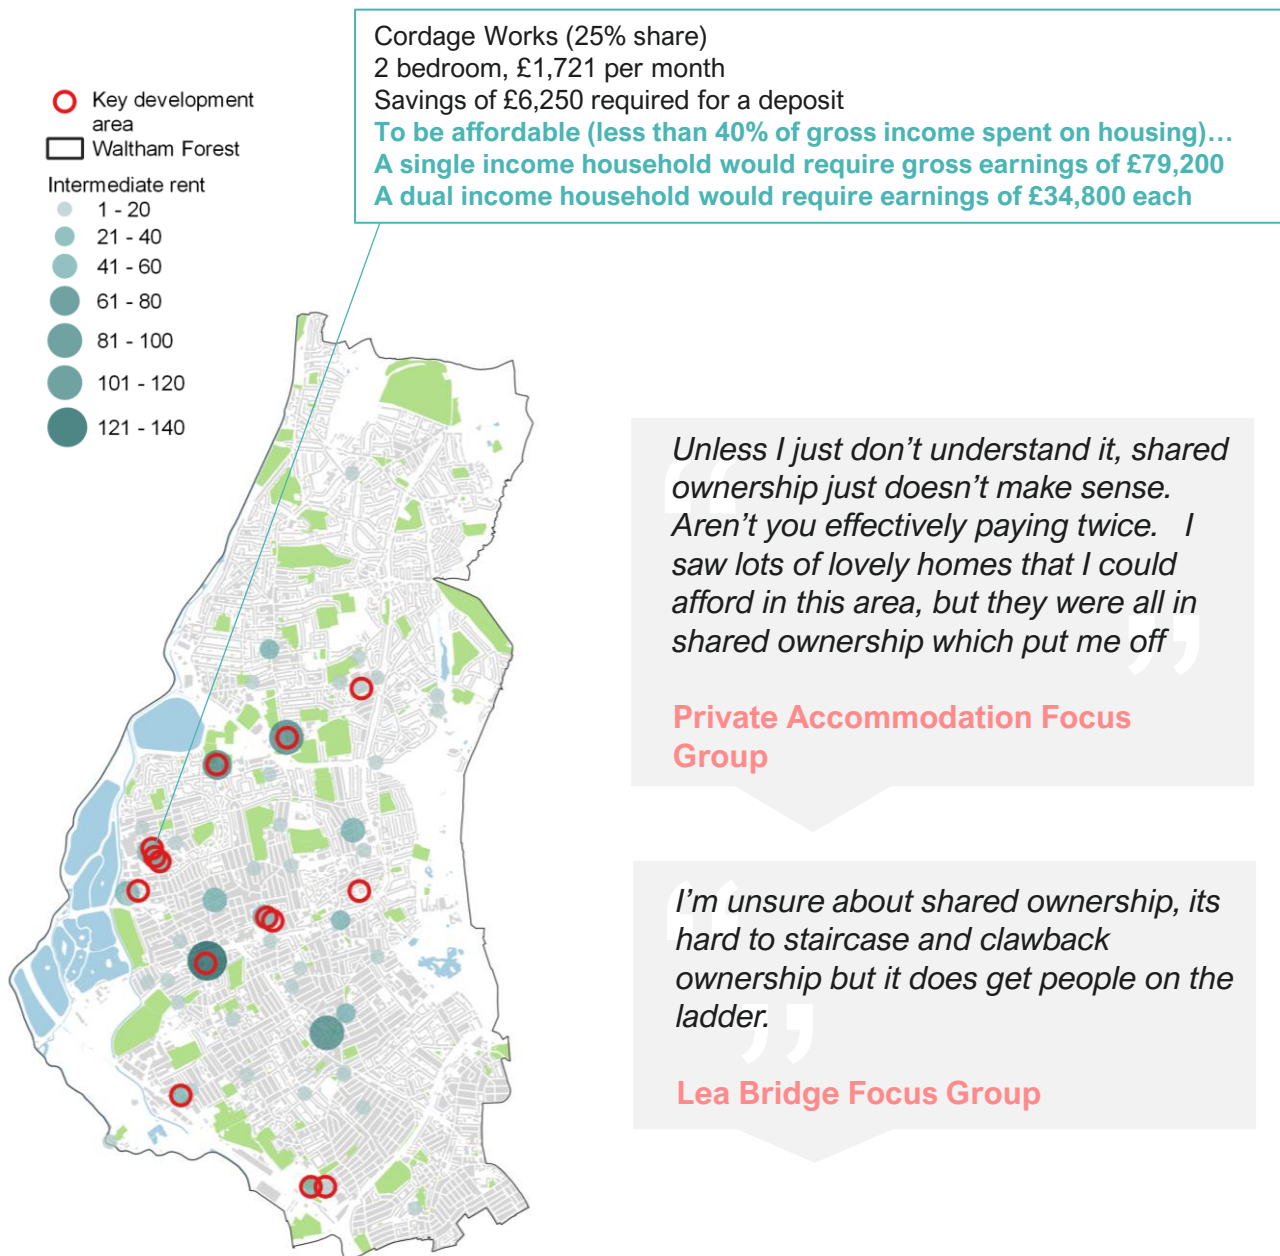 Cordage Works (25% share)
2 bedroom, £1,721 per month
Savings of £6,250 required for a deposit
To be affordable (less than 40% of gross income spent on housing)…
A single income household would require gross earnings of £79,200
A dual income household would require earnings of £34,800 each
Key development
area
Waltham Forest
Intermediate rent
1 - 20
21 - 40
41 - 60
61 - 80
81 - 100
101 - 120
121 - 140
Unless I just don’t understand it, shared
ownership just doesn’t make sense.
Aren’t you effectively paying twice. I
saw lots of lovely homes that I could
afford in this area, but they were all in
shared ownership which put me off
Private Accommodation Focus
Group
I’m unsure about shared ownership, its
hard to staircase and clawback
ownership but it does get people on the
ladder.
Lea Bridge Focus Group